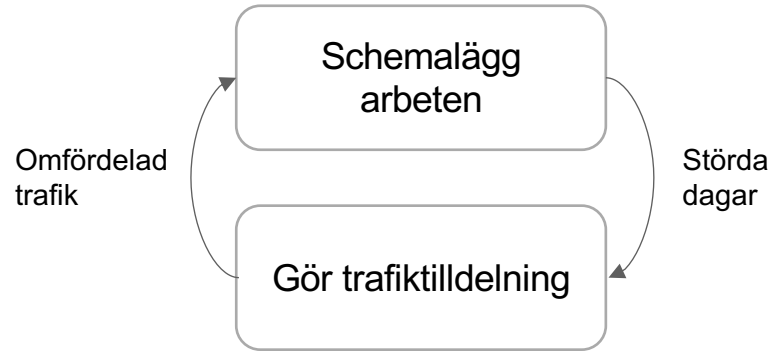 Schemalägg
arbeten
Omfördelad
trafik
Störda
dagar
Gör trafiktilldelning